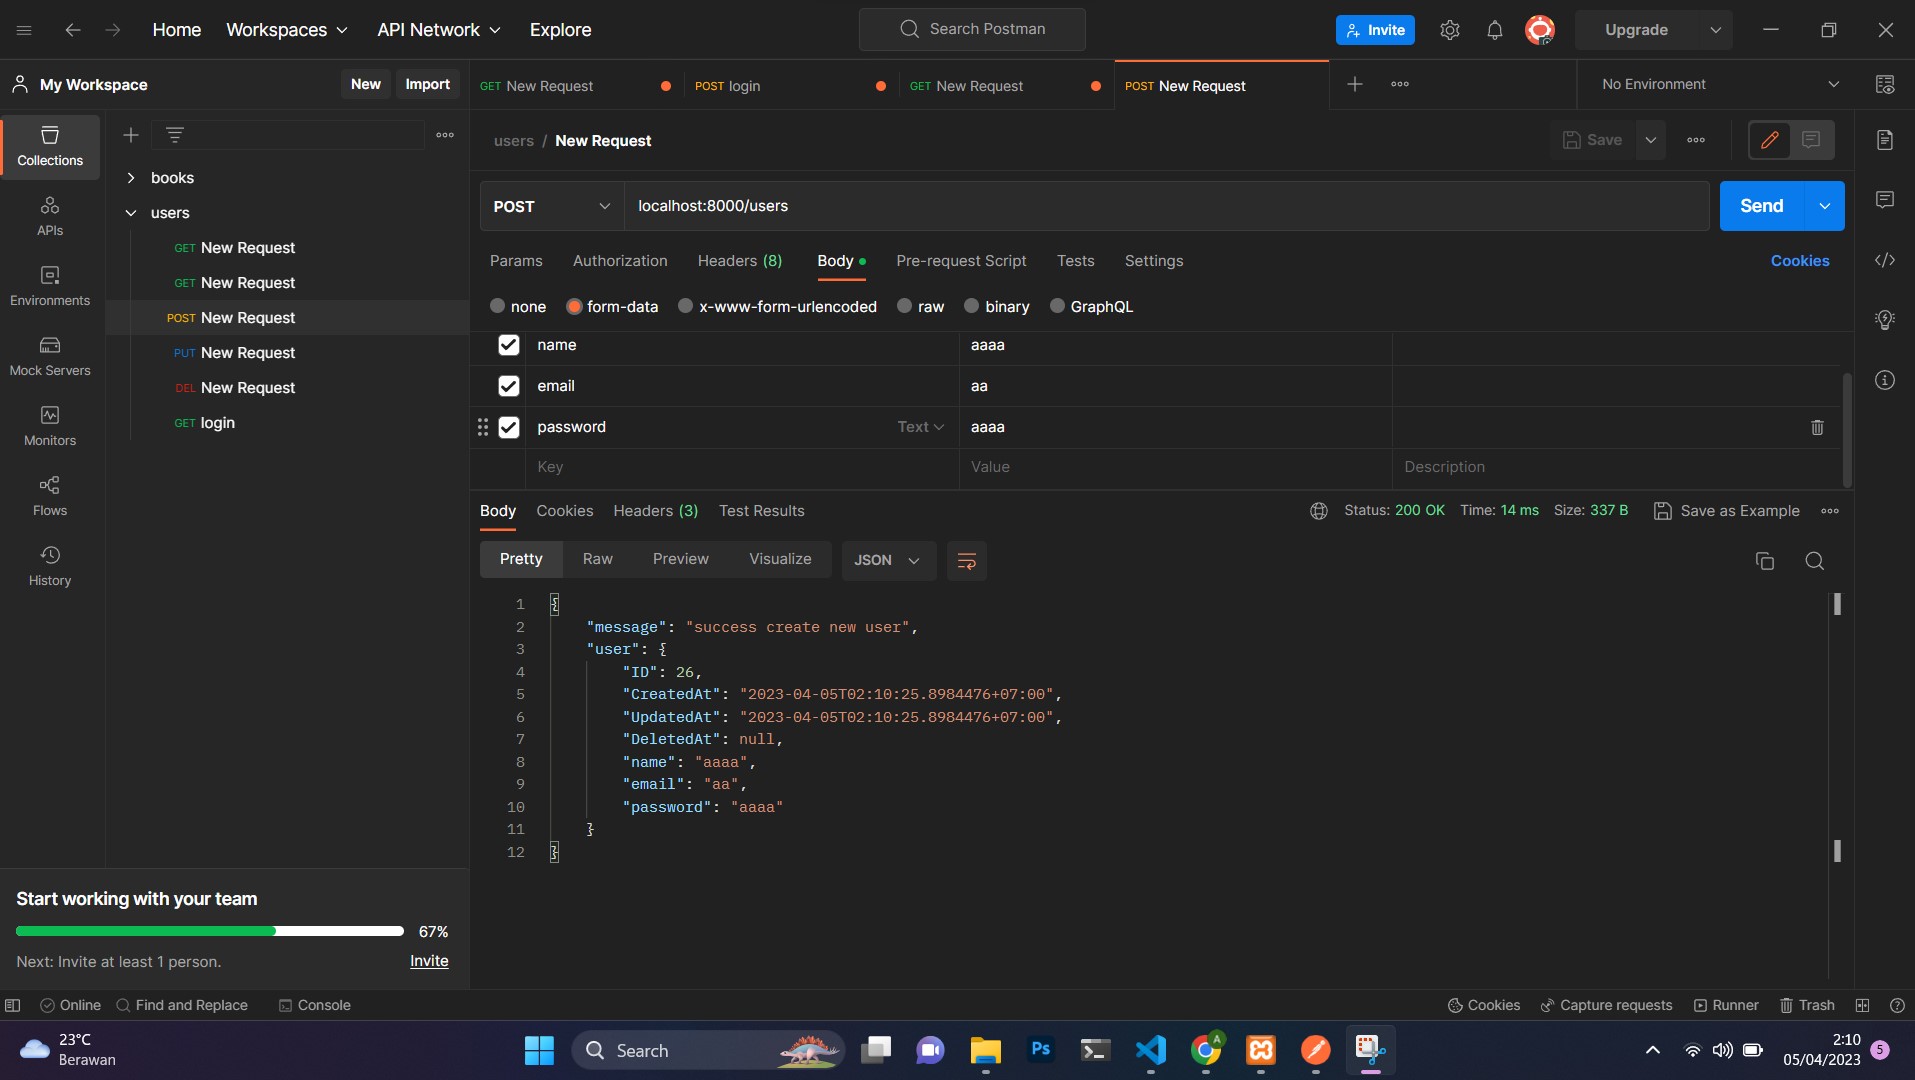 Home Workspaces API Network Explore Search Postman Invite Upgrade
My Workspace New Import
GET New Request POST login GET New Request POST New Request No Environment
users / New Request Save
Collections
APIs
Environments
Mock Servers
Monitors
Flows
History
books
users
GET New Request
GET New Request
POST New Request
PUT New Request
DEL New Request
GET login
POST localhost:8000/users Send
Params Authorization Headers (8) Body Pre-request Script Tests Settings Cookies
none form-data x-www-form-urlencoded raw binary GraphQL
name aaaa
email aa
password Text aaaa
Key Value Description
Body Cookies Headers (3) Test Results Status: 200 OK Time: 14 ms Size: 337 B Save as Example
Pretty Raw Preview Visualize JSON
1 {
2 "message": "success create new user",
3 "user": {
4 "ID": 26,
5 "CreatedAt": "2023-04-05T02:10:25.8984476+07:00",
6 "UpdatedAt": "2023-04-05T02:10:25.8984476+07:00",
7 "DeletedAt": null,
8 "name": "aaaa",
9 "email": "aa",
10 "password": "aaaa"
11 }
12 }
Start working with your team
67%
Next: Invite at least 1 person. Invite
Online Find and Replace Console Cookies Capture requests Runner Trash
23°C
Berawan
Search
Ps
A
2:10
05/04/2023
5